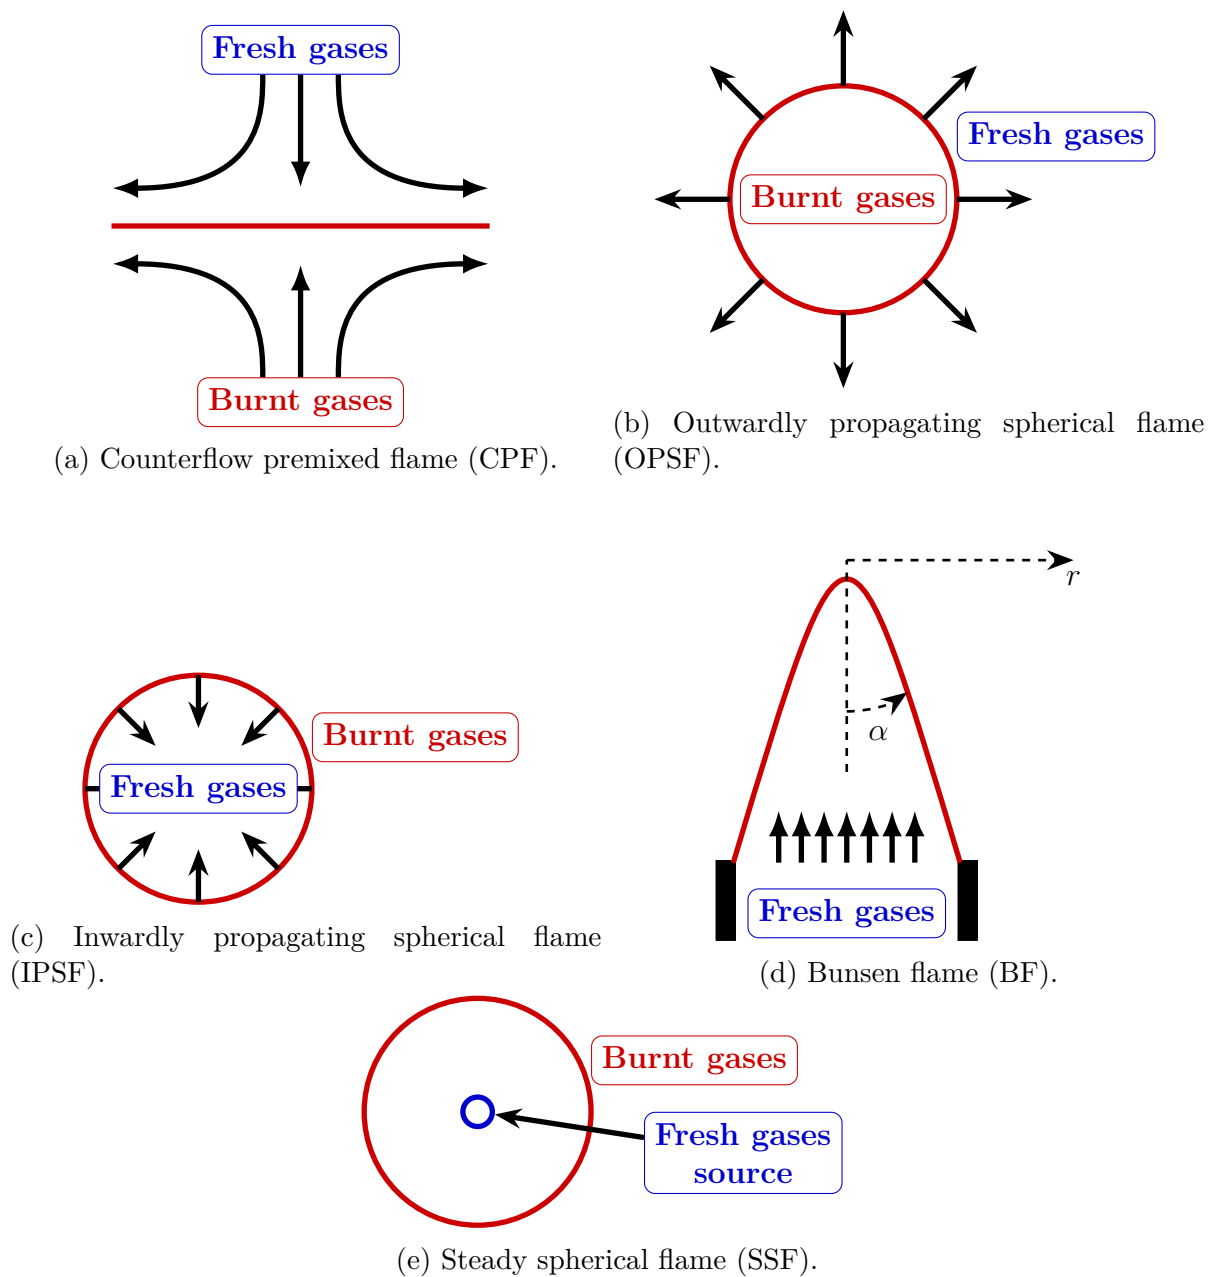 Fresh gases
Burnt gases
(a) Counterflow premixed flame (CPF).
Fresh gases
Burnt gases
(b) Outwardly propagating spherical flame
(OPSF).
Burnt gases
Fresh gases
(c) Inwardly propagating spherical flame
(IPSF).
r
α
Fresh gases
(d) Bunsen flame (BF).
Burnt gases
Fresh gases
source
(e) Steady spherical flame (SSF).